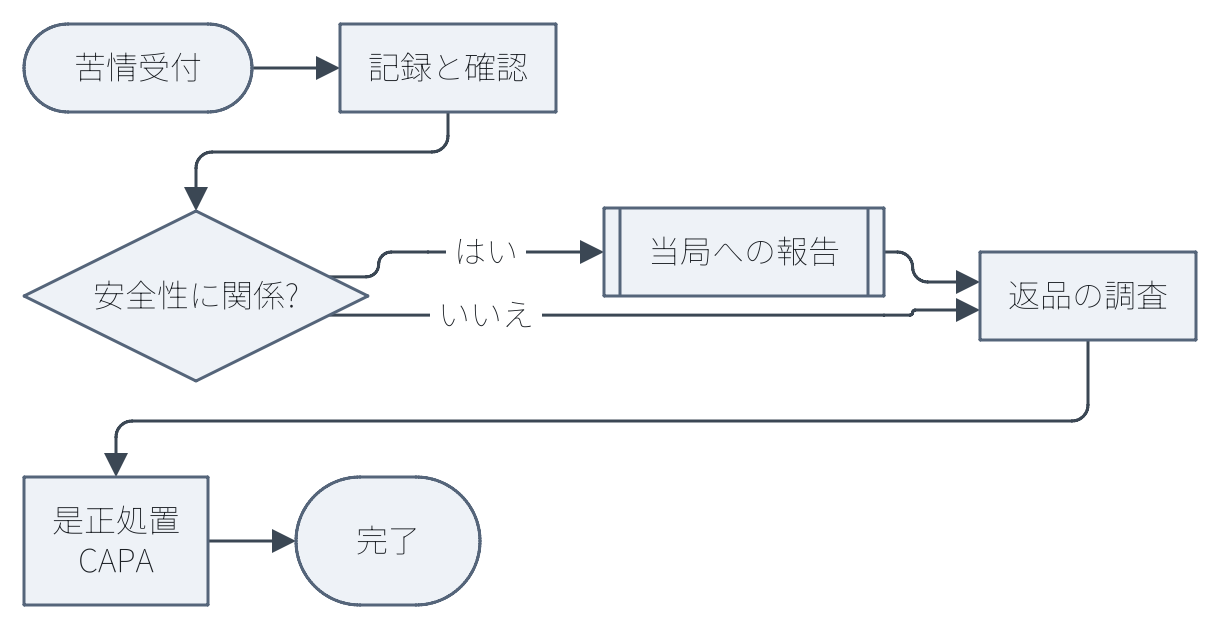 苦情受付
記録と確認
安全性に関係?
はい
いいえ
当局への報告
返品の調査
是正処置
CAPA
完了